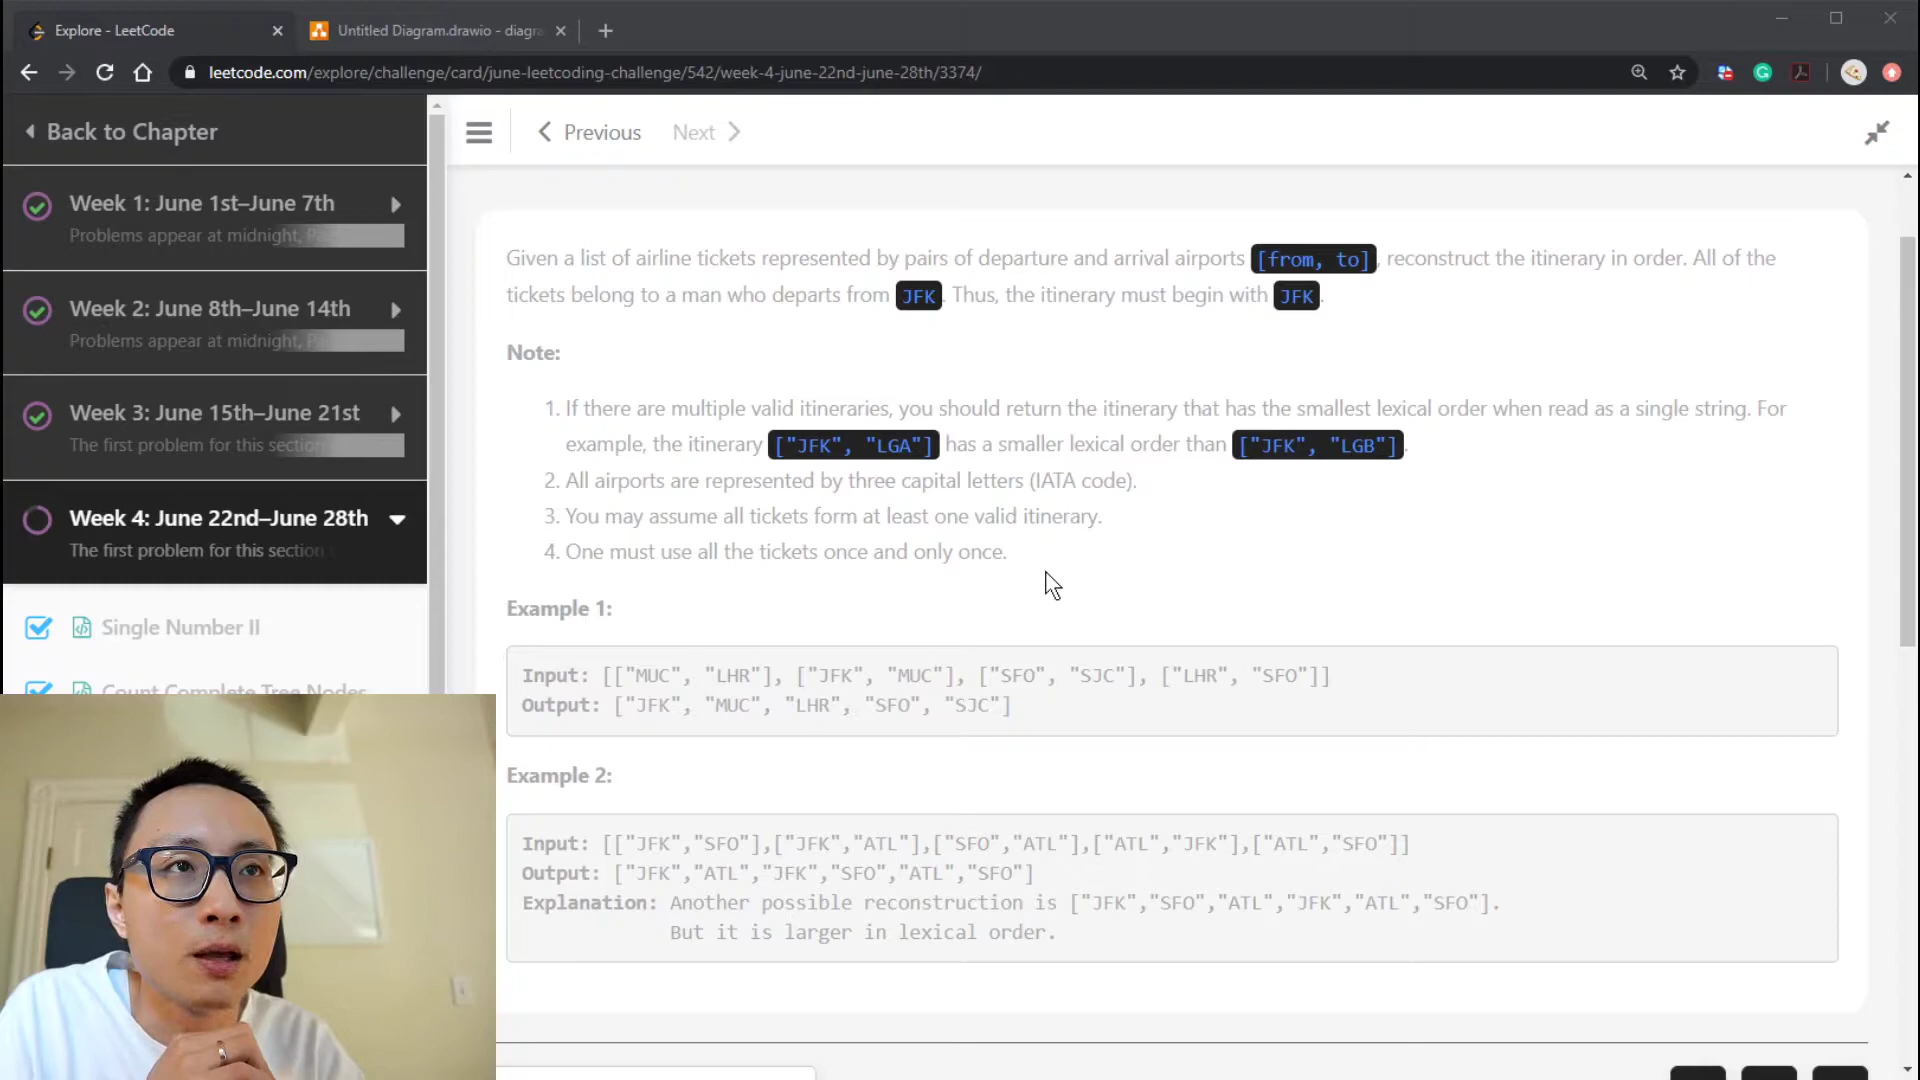 Explore - LeetCode
Untitled Diagram.drawio - diagra
leetcode.com/explore/challenge/card/june-leetcoding-challenge/542/week-4-june-22nd-june-28th/3374/
Back to Chapter
Previous
Next
Week 1: June 1st–June 7th
Problems appear at midnight,
Week 2: June 8th–June 14th
Problems appear at midnight,
Week 3: June 15th–June 21st
The first problem for this section
Week 4: June 22nd–June 28th
The first problem for this section
Single Number II
Count Complete Tree Nodes
Given a list of airline tickets represented by pairs of departure and arrival airports [from, to], reconstruct the itinerary in order. All of the
tickets belong to a man who departs from JFK. Thus, the itinerary must begin with JFK.
Note:
1. If there are multiple valid itineraries, you should return the itinerary that has the smallest lexical order when read as a single string. For
example, the itinerary ["JFK", "LGA"] has a smaller lexical order than ["JFK", "LGB"].
2. All airports are represented by three capital letters (IATA code).
3. You may assume all tickets form at least one valid itinerary.
4. One must use all the tickets once and only once.
Example 1:
Input: [["MUC", "LHR"], ["JFK", "MUC"], ["SFO", "SJC"], ["LHR", "SFO"]]
Output: ["JFK", "MUC", "LHR", "SFO", "SJC"]
Example 2:
Input: [["JFK","SFO"],["JFK","ATL"],["SFO","ATL"],["ATL","JFK"],["ATL","SFO"]]
Output: ["JFK","ATL","JFK","SFO","ATL","SFO"]
Explanation: Another possible reconstruction is ["JFK","SFO","ATL","JFK","ATL","SFO"].
But it is larger in lexical order.